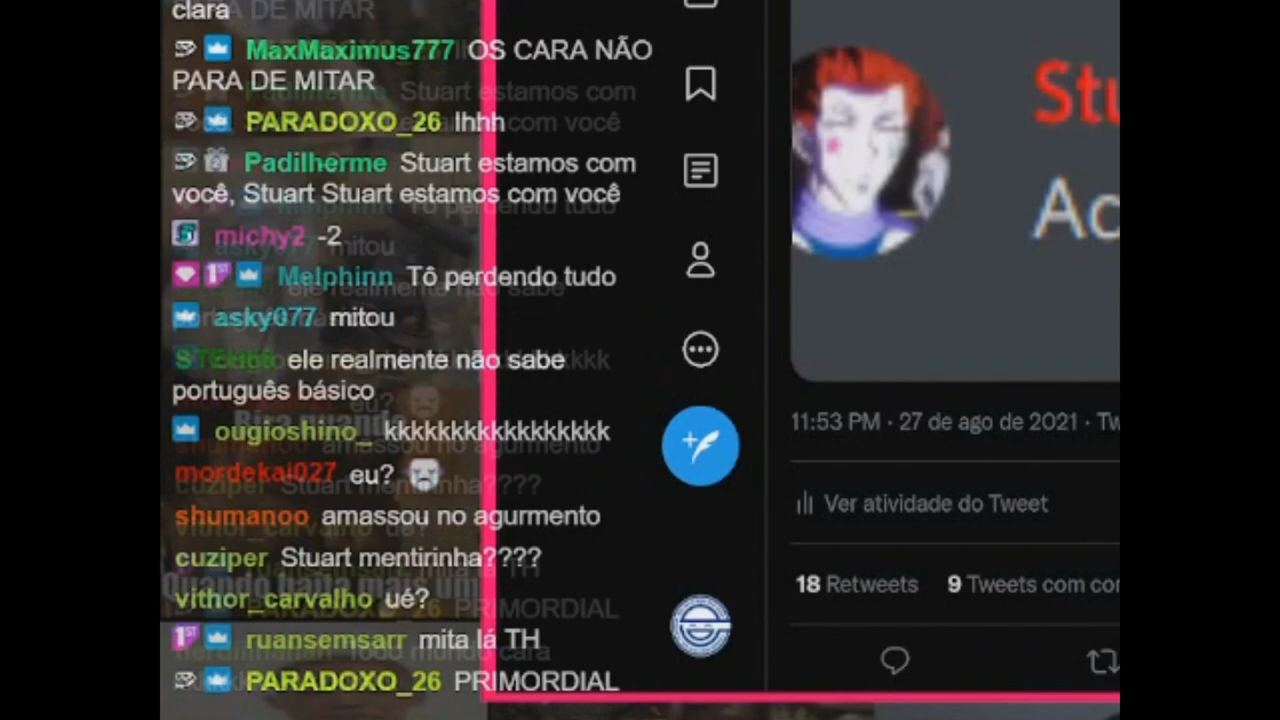 clara
MaxMaximus777 OS CARA NÃO
PARA DE MITAR
PARADOXO_26 lhhh
Padilherme Stuart estamos com
você, Stuart Stuart estamos com você
michy2 -2
Melphinn Tô perdendo tudo
asky077 mitou
ele realmente não sabe
português básico
ougioshino_ kkkkkkkkkkkkkkkkk
mordekai027 eu?
shumanoo amassou no agurmento
cuziper Stuart mentirinha????
vithor_carvalho ué?
ruansemsarr mita lá TH
PARADOXO_26 PRIMORDIAL
Stu
Ac
11:53 PM · 27 de ago de 2021 · Tw
Ver atividade do Tweet
18 Retweets 9 Tweets com co